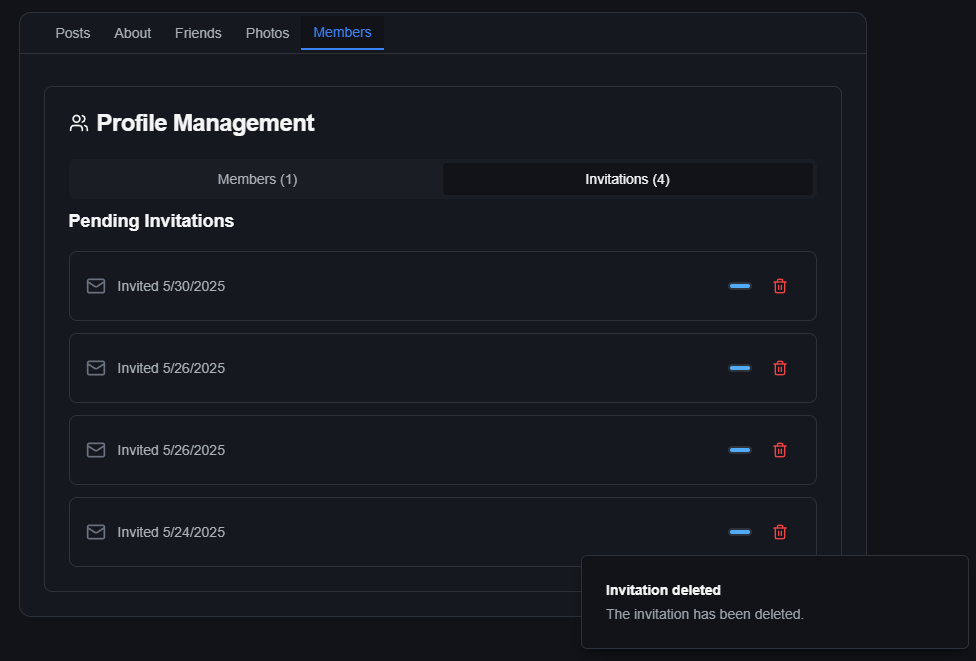 Posts About Friends Photos Members
Profile Management
Members (1) Invitations (4)
Pending Invitations
Invited 5/30/2025
Invited 5/26/2025
Invited 5/26/2025
Invited 5/24/2025
Invitation deleted
The invitation has been deleted.